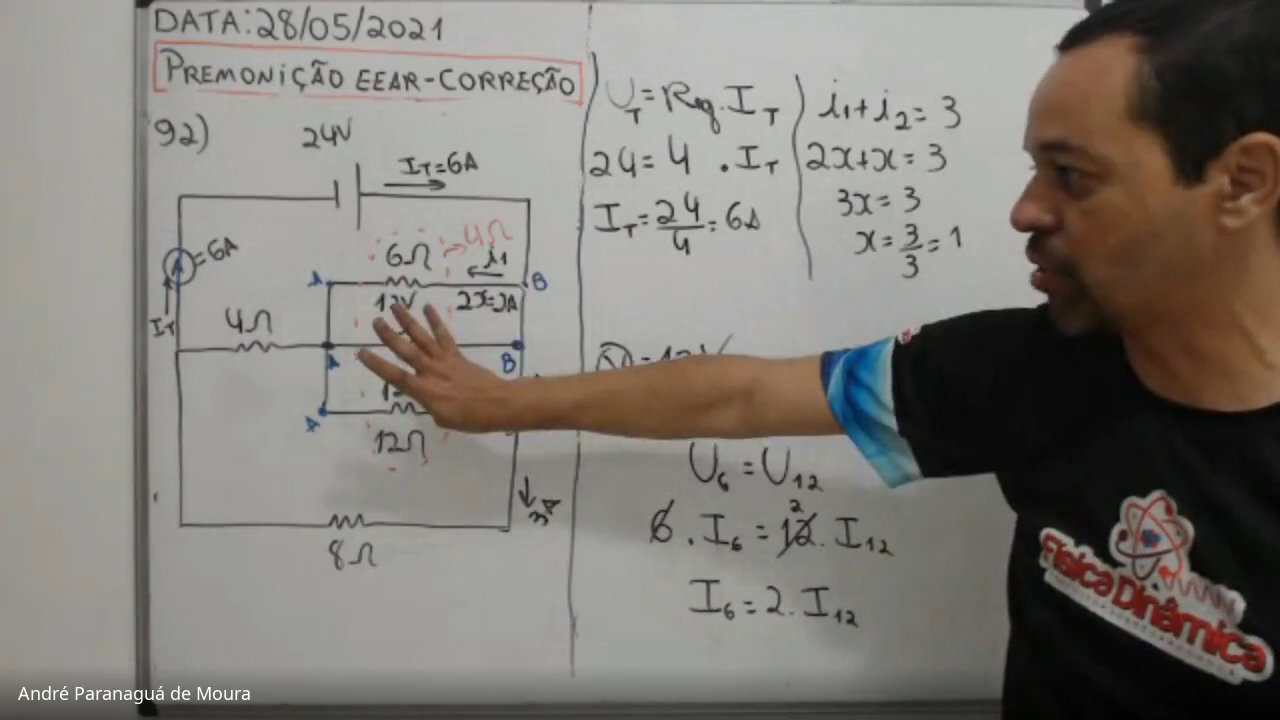 DATA:28/05/2021
PREMONIÇÃO EEAR-CORREÇÃO
92)
24V
IT=6A
=6A
IT
6Ω
4Ω
i1
A
B
12V
2X=2A
4Ω
A
B
A
12Ω
3A
8Ω
UT=Req.IT
24=4.IT
IT=24/4=6A
i1+i2=3
2x+x=3
3x=3
x=3/3=1
U6=U12
6.I6=12.I12
2
I6=2.I12
Física Dinâmica
André Paranaguá de Moura